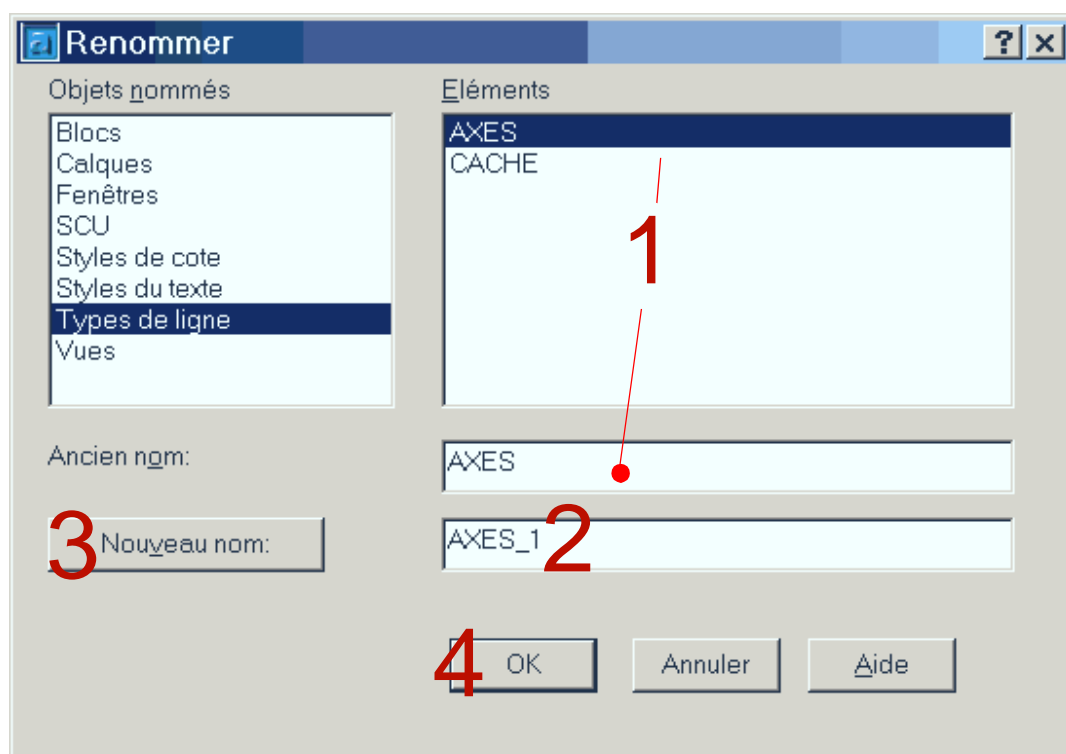 Renommer
Objets nommés
Eléments
Blocs
Calques
Fenêtres
SCU
Styles de cote
Styles du texte
Types de ligne
Vues
AXES
CACHE
1
Ancien nom:
AXES
3
Nouveau nom:
AXES_1
2
4
OK
Annuler
Aide